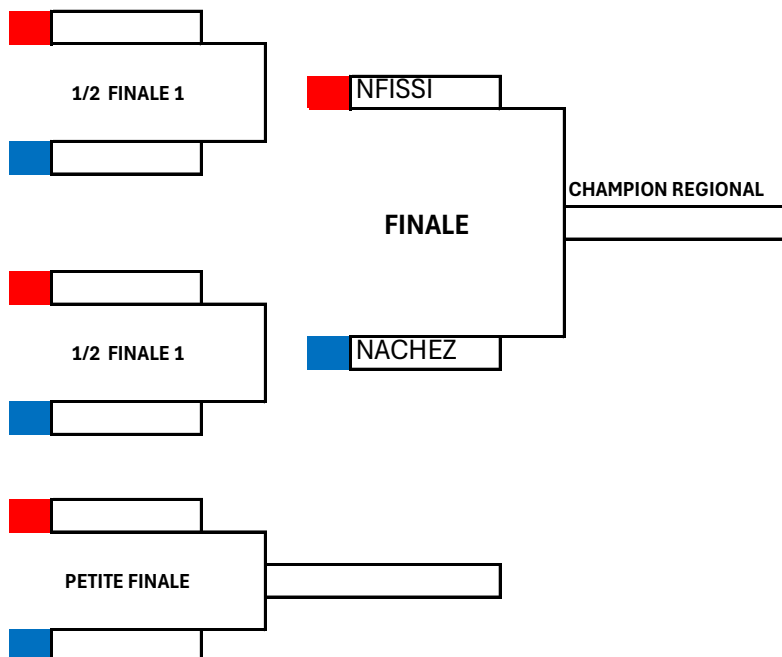 1/2 FINALE 1
NFISSI
CHAMPION REGIONAL
FINALE
NACHEZ
1/2 FINALE 1
PETITE FINALE